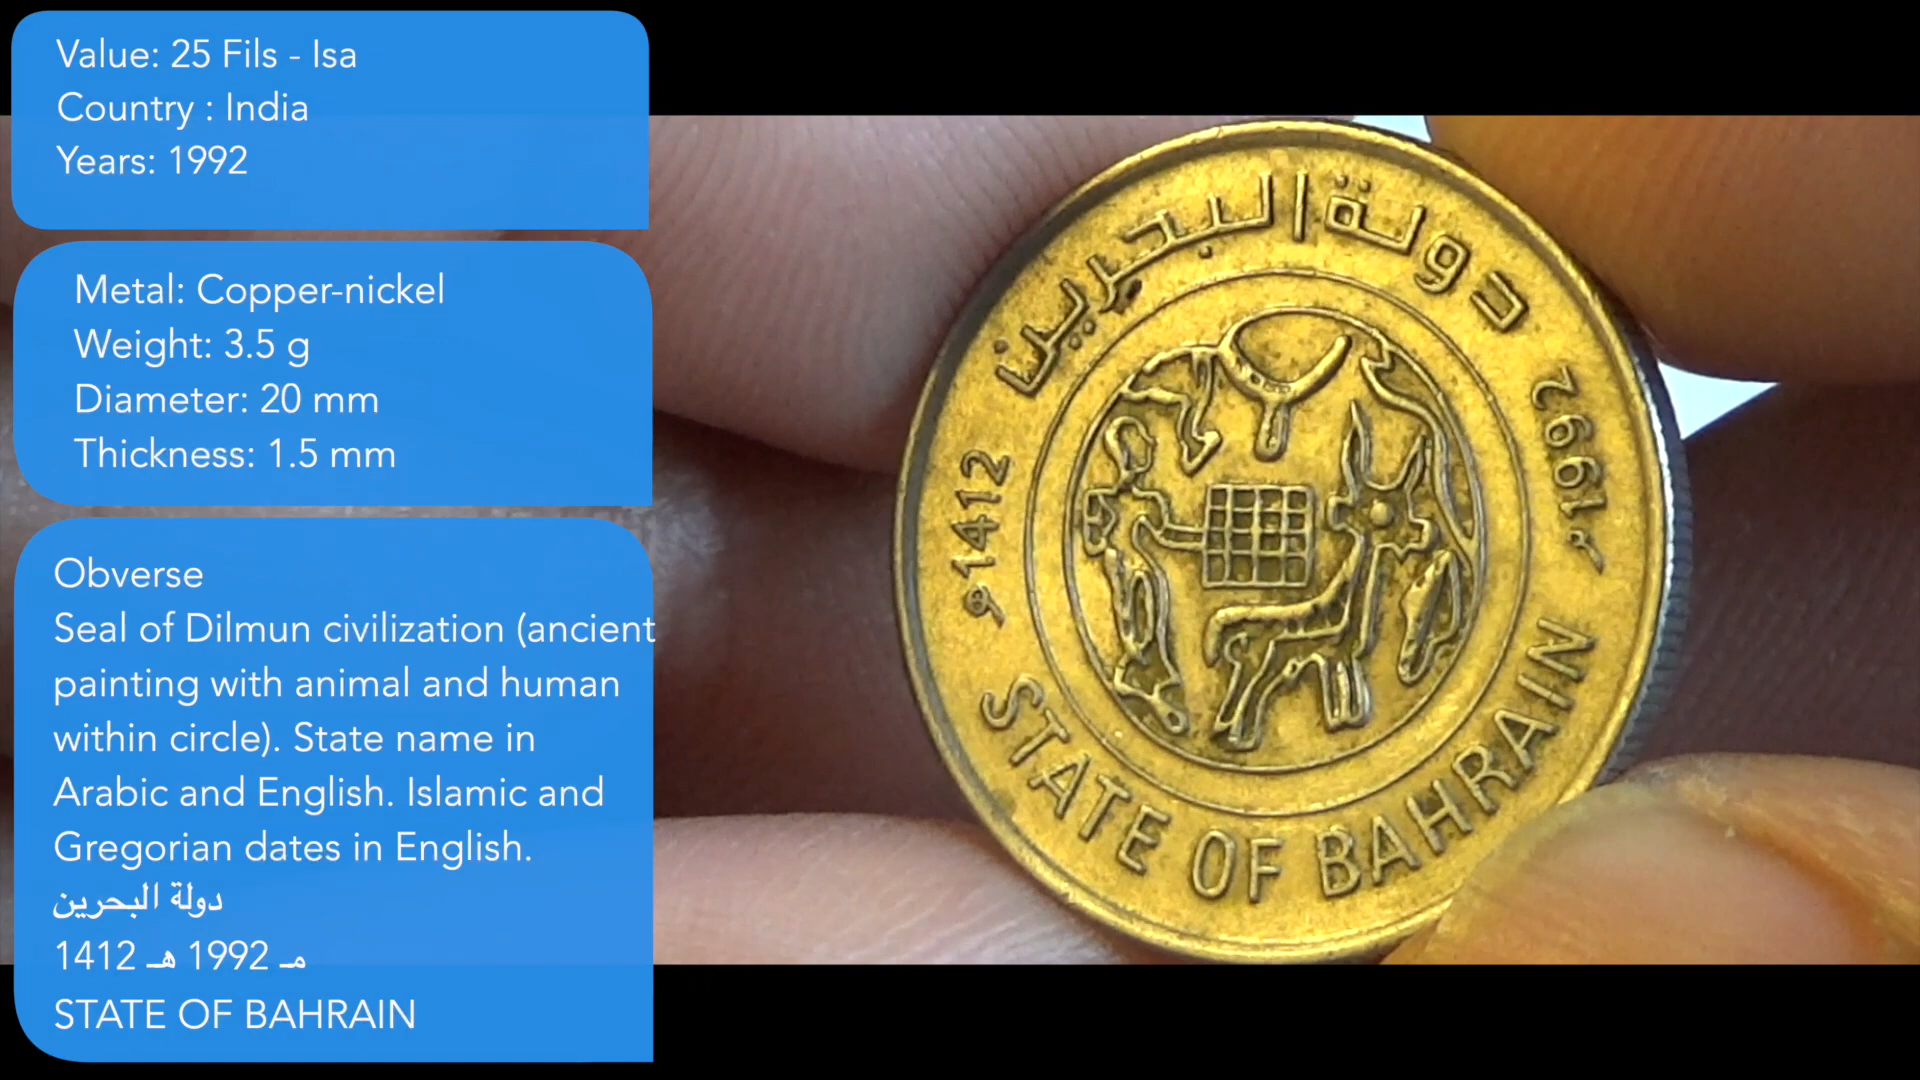 Value: 25 Fils - Isa
Country : India
Years: 1992
Metal: Copper-nickel
Weight: 3.5 g
Diameter: 20 mm
Thickness: 1.5 mm
Obverse
Seal of Dilmun civilization (ancient
painting with animal and human
within circle). State name in
Arabic and English. Islamic and
Gregorian dates in English.
دولة البحرين
1412 هـ 1992 مـ
STATE OF BAHRAIN
دولة البحرين
1412 هـ
1992 م
STATE OF BAHRAIN